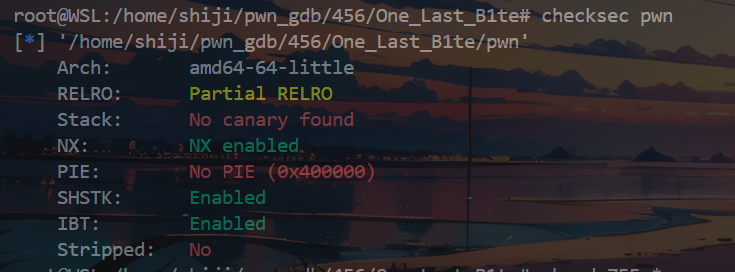 root@WSL:/home/shiji/pwn_gdb/456/One_Last_B1te# checksec pwn
[*] '/home/shiji/pwn_gdb/456/One_Last_B1te/pwn'
Arch: amd64-64-little
RELRO: Partial RELRO
Stack: No canary found
NX: NX enabled
PIE: No PIE (0x400000)
SHSTK: Enabled
IBT: Enabled
Stripped: No